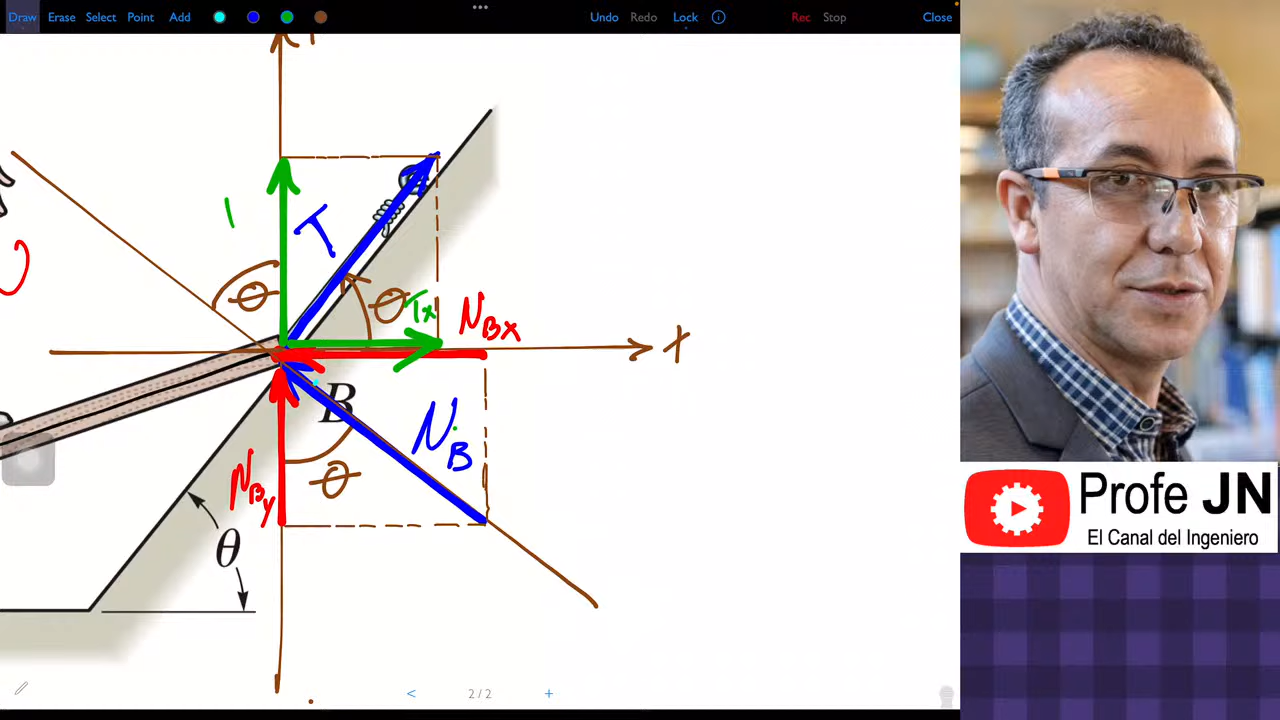 Draw Erase Select Point Add Undo Redo Lock Rec Stop Close
T
θ
θ
Tx
NBx
x
B
NB
NBy
θ
θ
< 2 / 2 +
Profe JN
El Canal del Ingeniero